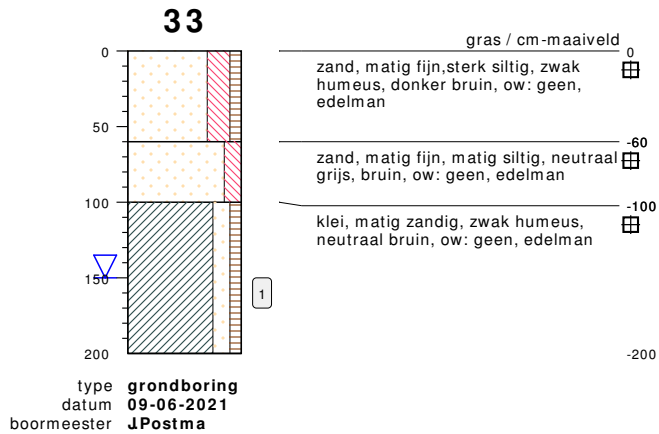 33
gras / cm-maaiveld
0
0
zand, matig fijn,sterk siltig, zwak
humeus, donker bruin, ow: geen,
edelman
50
-60
zand, matig fijn, matig siltig, neutraal
grijs, bruin, ow: geen, edelman
100
-100
klei, matig zandig, zwak humeus,
neutraal bruin, ow: geen, edelman
150
1
200
-200
type grondboring
datum 09-06-2021
boormeester J.Postma